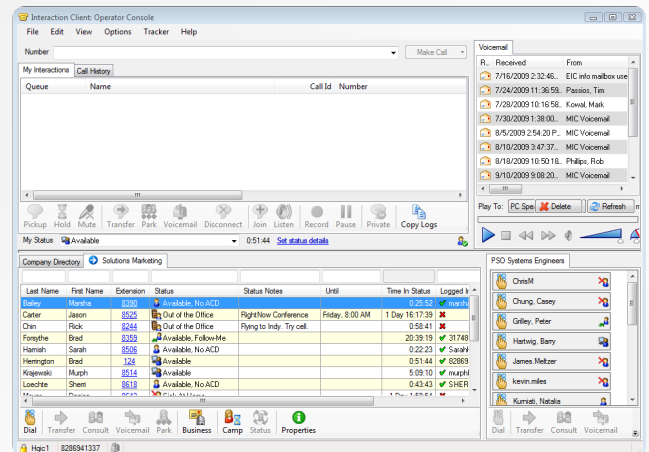 Interaction Client: Operator Console
File Edit View Options Tracker Help
Number Make Call
My Interactions Call History
Queue Name Call Id Number
Pickup Hold Mute Transfer Park Voicemail Disconnect Join Listen Record Pause Private Copy Logs
My Status Available 0:51:44 Set status details
Voicemail
R... Received From
7/16/2009 2:32:46... EIC info mailbox use
7/24/2009 11:36:59... Passios, Tim
7/28/2009 10:16:58... Kowal, Mark
7/30/2009 1:38:00... MIC Voicemail
8/5/2009 2:54:20 P... MIC Voicemail
8/10/2009 3:47:37... MIC Voicemail
8/18/2009 10:50:18... Phillips, Rob
9/10/2009 9:08:20... MIC Voicemail
Play To: PC Spe Delete Refresh
Company Directory Solutions Marketing
Last Name First Name Extension Status Status Notes Until Time In Status Logged I
Bailey Marsha 8390 Available, No ACD 0:25:52 marsha
Carter Jason 8525 Out of the Office RightNow Conference Friday, 8:00 AM 1 Day 16:17:39
Chin Rick 8244 Out of the Office Flying to Indy. Try cell. 0:58:41
Forsythe Brad 8359 Available, Follow-Me 20:39:19 31748
Hamish Sarah 8506 Available, No ACD 0:22:23 SarahH
Herrington Brad 124 Available 0:51:44 82869
Krajewski Murph 8514 Available 5:09:10 murph
Loechte Shem 8618 Available, No ACD 0:43:43 SHER
Dial Transfer Consult Voicemail Park Business Camp Status Properties
PSO Systems Engineers
ChrisM
Chung, Casey
Grilley, Peter
Hartwig, Barry
James.Meltzer
kevin.miles
Kurniati, Natalia
Dial Transfer Consult Voicemail
Hqic1 8286941337